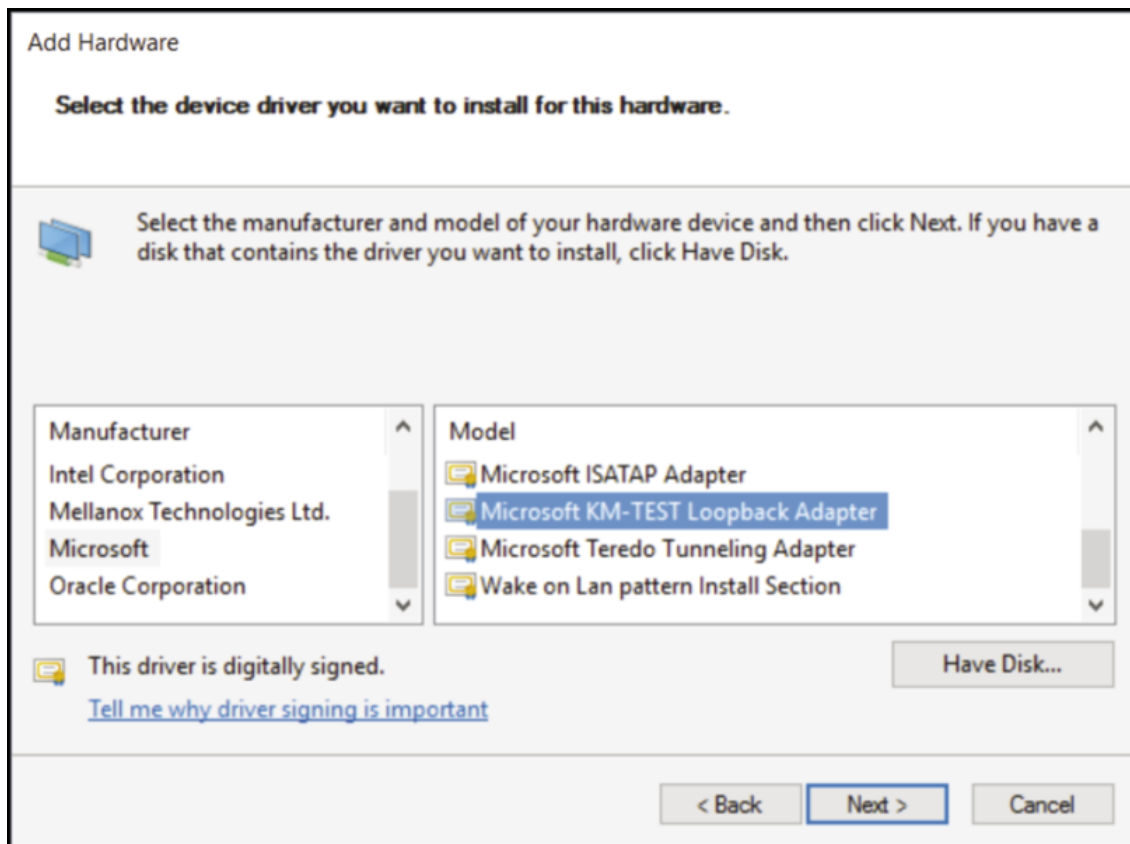 Add Hardware
Select the device driver you want to install for this hardware.
Select the manufacturer and model of your hardware device and then click Next. If you have a
disk that contains the driver you want to install, click Have Disk.
Manufacturer
Intel Corporation
Mellanox Technologies Ltd.
Microsoft
Oracle Corporation
Model
Microsoft ISATAP Adapter
Microsoft KM-TEST Loopback Adapter
Microsoft Teredo Tunneling Adapter
Wake on Lan pattern Install Section
This driver is digitally signed.
Have Disk...
Tell me why driver signing is important
< Back
Next >
Cancel